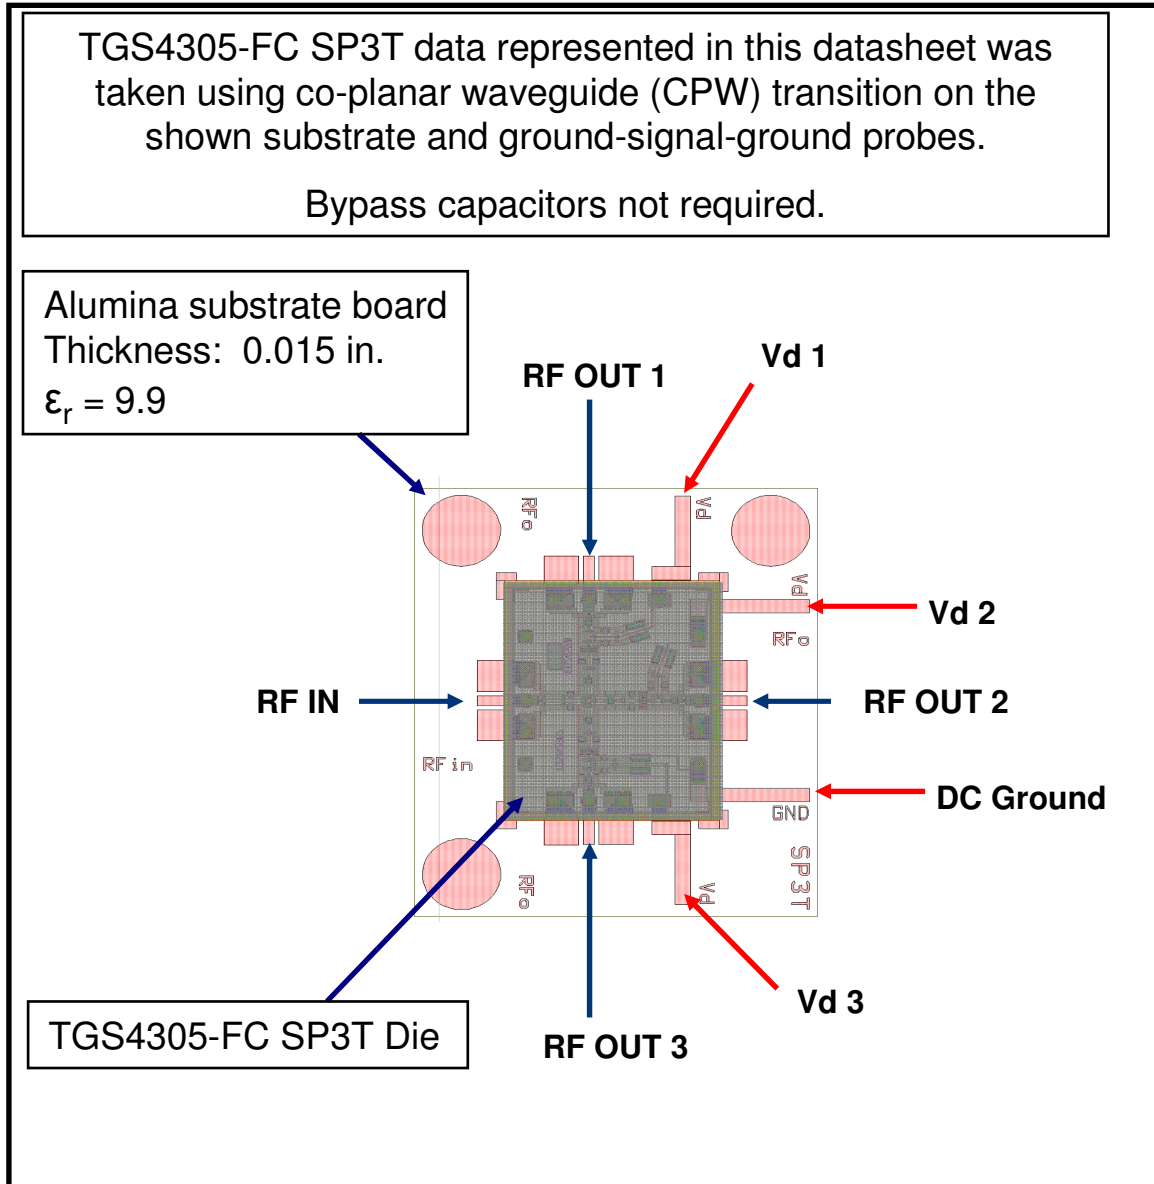 TGS4305-FC SP3T data represented in this datasheet was
taken using co-planar waveguide (CPW) transition on the
shown substrate and ground-signal-ground probes.
Bypass capacitors not required.
Alumina substrate board
Thickness: 0.015 in.
εr = 9.9
RF OUT 1
Vd 1
RFo
Vd
Vd
Vd 2
RFo
RF IN
RF OUT 2
RFin
DC Ground
GND
SP3T
RFo
Vd
Vd 3
TGS4305-FC SP3T Die
RF OUT 3